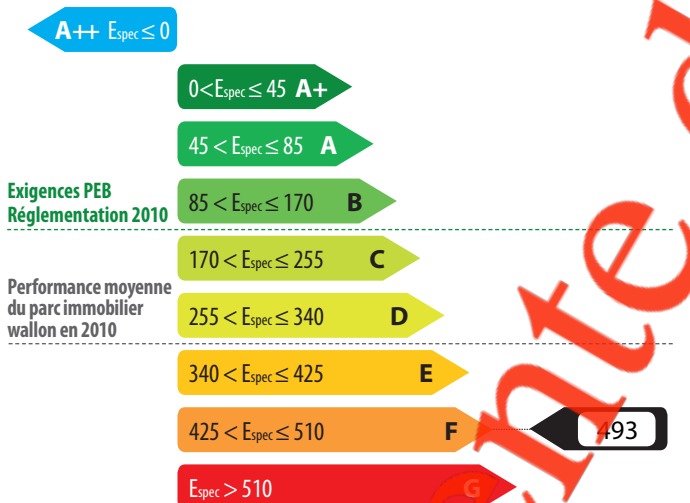 A++ Espec ≤ 0
0 < Espec ≤ 45 A+
45 < Espec ≤ 85 A
Exigences PEB
Réglementation 2010
85 < Espec ≤ 170 B
170 < Espec ≤ 255 C
Performance moyenne
du parc immobilier
wallon en 2010
255 < Espec ≤ 340 D
340 < Espec ≤ 425 E
425 < Espec ≤ 510 F
493
Espec > 510 G